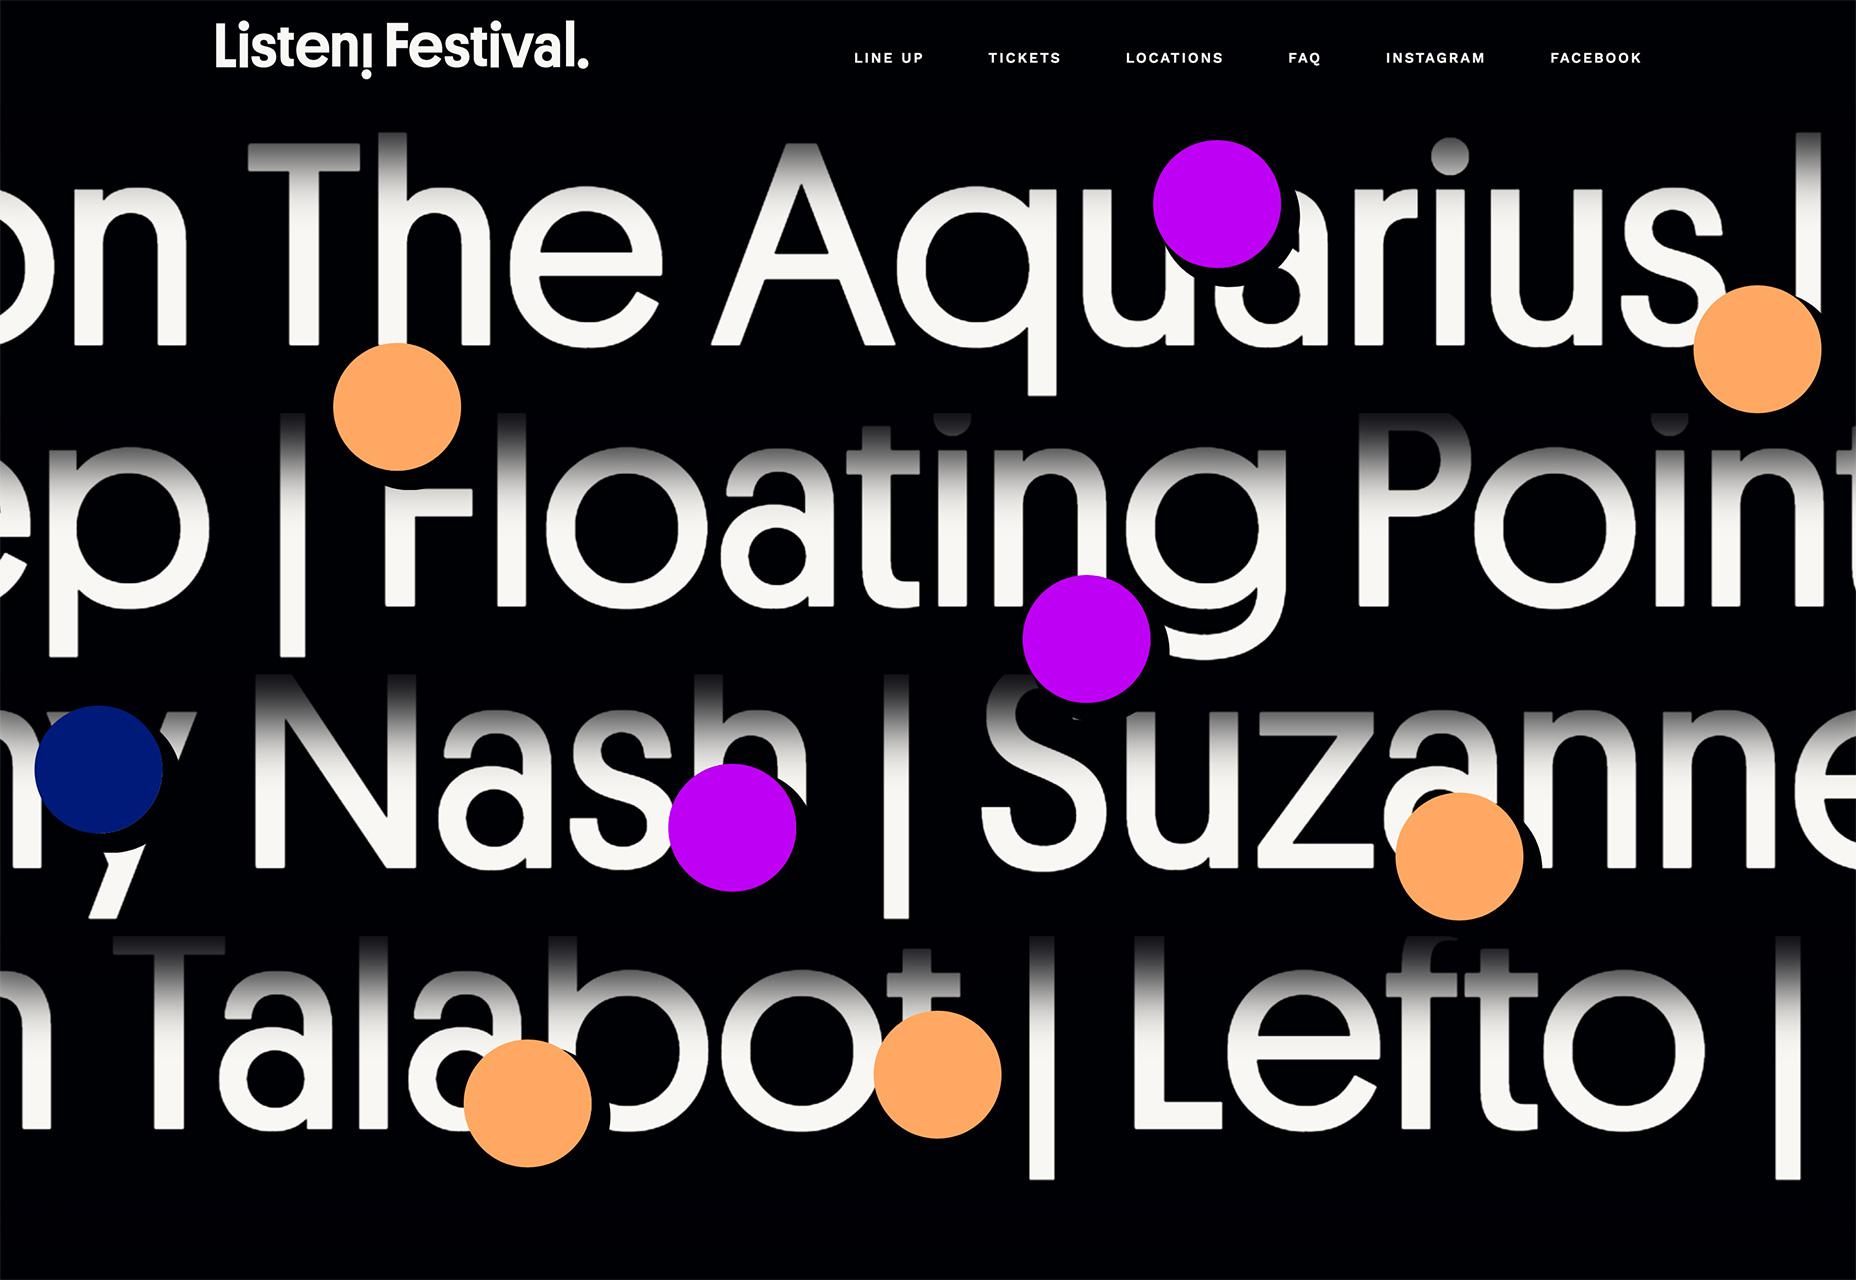 Listen! Festival.
LINE UP TICKETS LOCATIONS FAQ INSTAGRAM FACEBOOK
on The Aquarius |
ep | Floating Point
ny Nash | Suzanne
n Talabot | Lefto |